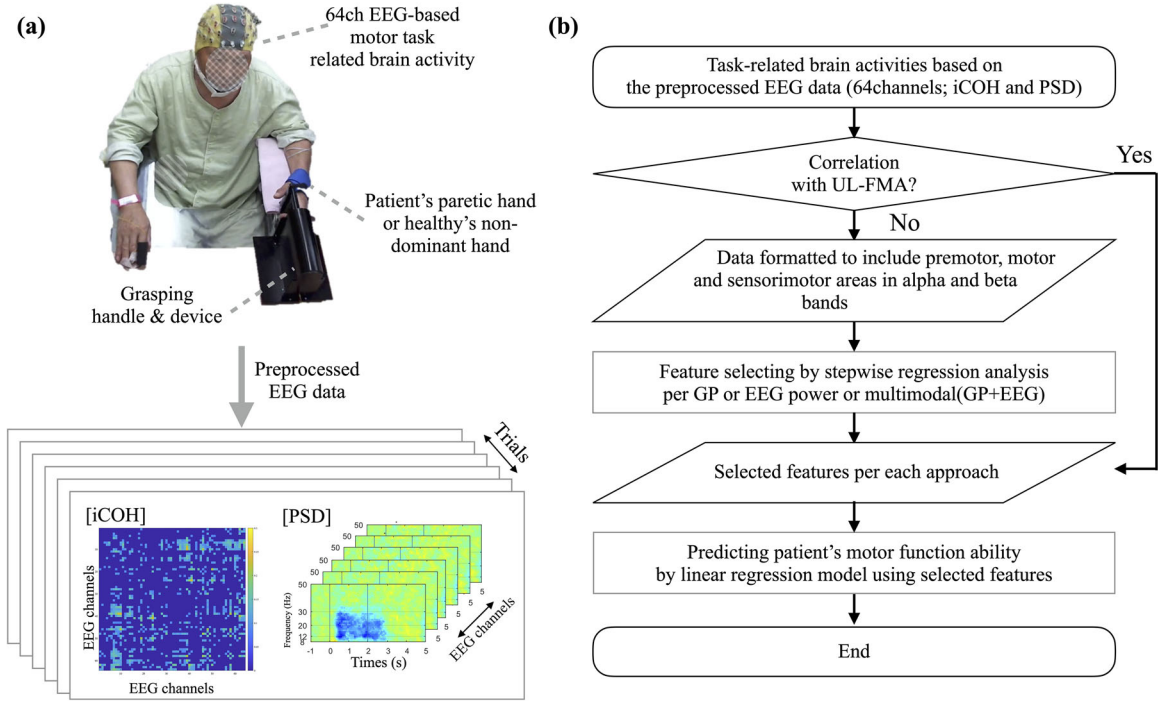 (a)
64ch EEG-based
motor task
related brain activity
Patient's paretic hand
or healthy's non-
dominant hand
Grasping
handle & device
Preprocessed
EEG data
Trials
[iCOH]
EEG channels
EEG channels
[PSD]
50
50
50
50
50
50
30
20
12
8
Frequency (Hz)
-1
0
1
2
3
4
5
5
5
5
5
5
Times (s)
EEG channels
(b)
Task-related brain activities based on
the preprocessed EEG data (64channels; iCOH and PSD)
Correlation
with UL-FMA?
Yes
No
Data formatted to include premotor, motor
and sensorimotor areas in alpha and beta
bands
Feature selecting by stepwise regression analysis
per GP or EEG power or multimodal(GP+EEG)
Selected features per each approach
Predicting patient's motor function ability
by linear regression model using selected features
End